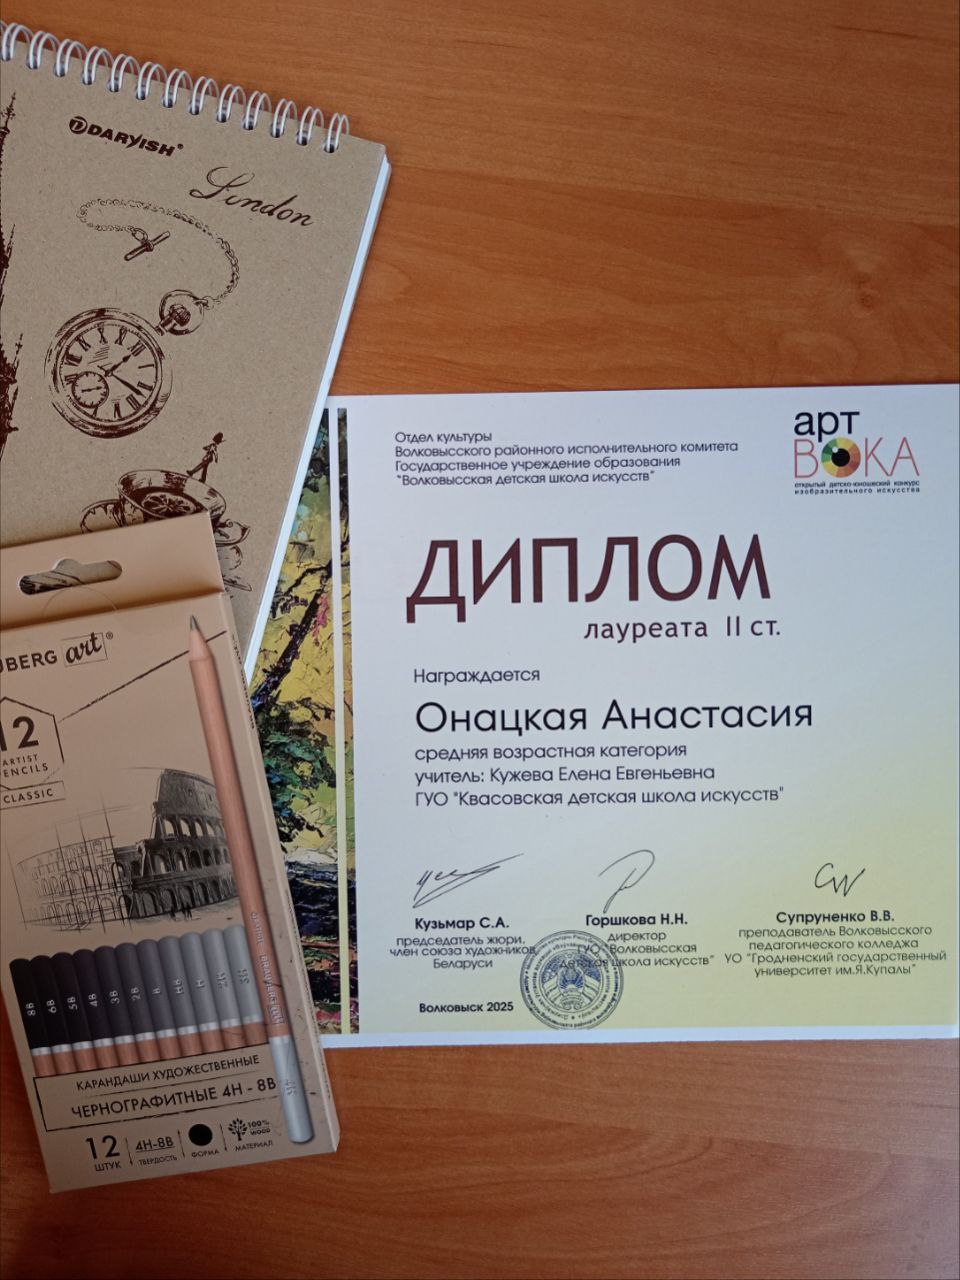 DARYISH
London
Отдел культуры
Волковысского районного исполнительного комитета
Государственное учреждение образования
"Волковысская детская школа искусств"
арт
ВОКА
открытый детско-юношеский конкурс
изобразительного искусства
ДИПЛОМ
лауреата II ст.
Награждается
Онацкая Анастасия
средняя возрастная категория
учитель: Кужева Елена Евгеньевна
ГУО "Квасовская детская школа искусств"
Кузьмар С.А.
председатель жюри,
член союза художников
Беларуси
Горшкова Н.Н.
директор
ГУО "Волковысская
детская школа искусств"
Супруненко В.В.
преподаватель Волковысского
педагогического колледжа
УО "Гродненский государственный
университет им.Я.Купалы"
Волковыск 2025
UBERG art
12
ARTIST
PENCILS
CLASSIC
8B 6B 5B 4B 3B 2B B HB H 2H 3H
КАРАНДАШИ ХУДОЖЕСТВЕННЫЕ
ЧЕРНОГРАФИТНЫЕ 4H - 8B
12
ШТУК
4H-8B
ТВЕРДОСТЬ
ФОРМА
100%
WOOD
МАТЕРИАЛ